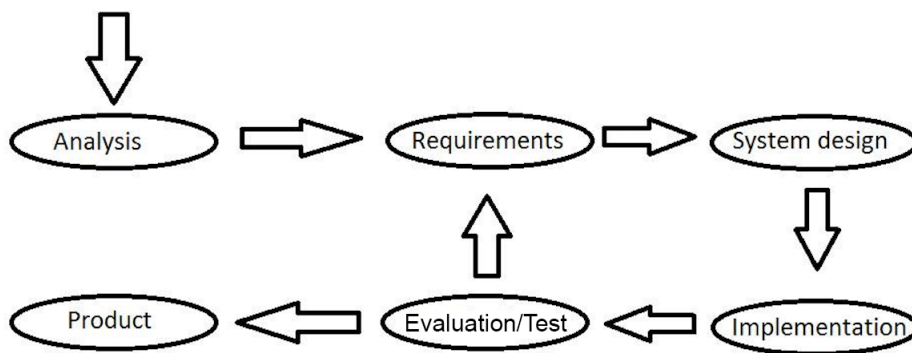 Analysis
Requirements
System design
Product
Evaluation/Test
Implementation